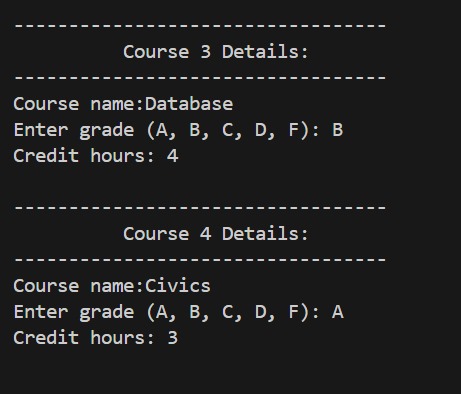 ----------------------------------
Course 3 Details:
----------------------------------
Course name:Database
Enter grade (A, B, C, D, F): B
Credit hours: 4
----------------------------------
Course 4 Details:
----------------------------------
Course name:Civics
Enter grade (A, B, C, D, F): A
Credit hours: 3